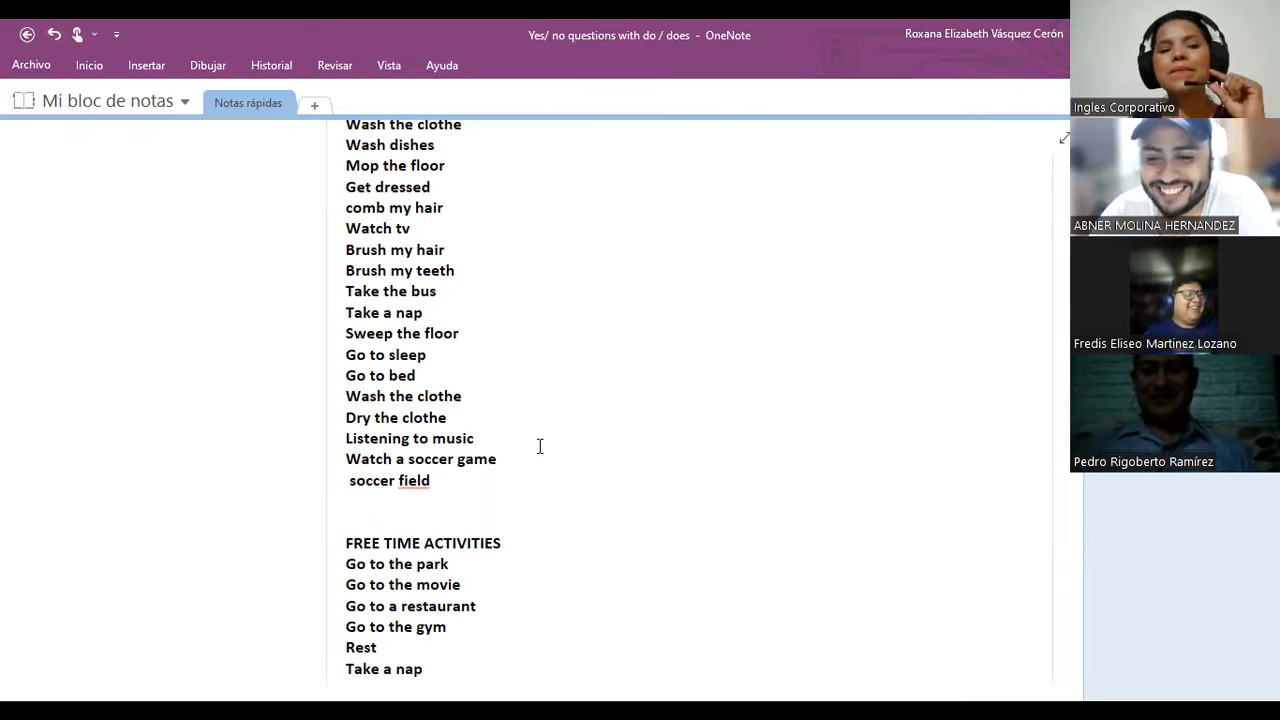 Yes/ no questions with do / does - OneNote
Roxana Elizabeth Vásquez Cerón
Archivo
Inicio
Insertar
Dibujar
Historial
Revisar
Vista
Ayuda
Mi bloc de notas
Notas rápidas
Wash the clothe
Wash dishes
Mop the floor
Get dressed
comb my hair
Watch tv
Brush my hair
Brush my teeth
Take the bus
Take a nap
Sweep the floor
Go to sleep
Go to bed
Wash the clothe
Dry the clothe
Listening to music
Watch a soccer game
soccer field
FREE TIME ACTIVITIES
Go to the park
Go to the movie
Go to a restaurant
Go to the gym
Rest
Take a nap
Ingles Corporativo
ABNER MOLINA HERNANDEZ
Fredis Eliseo Martinez Lozano
Pedro Rigoberto Ramírez